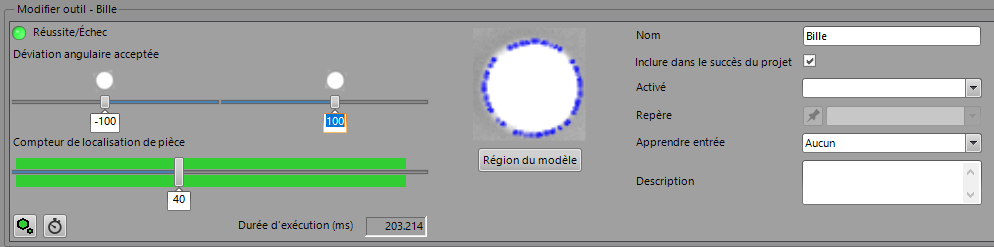 Modifier outil - Bille
Réussite/Échec
Déviation angulaire acceptée
-100
100
Compteur de localisation de pièce
40
Durée d'exécution (ms) 203.214
Région du modèle
Nom Bille
Inclure dans le succès du projet
Activé
Repère
Apprendre entrée Aucun
Description